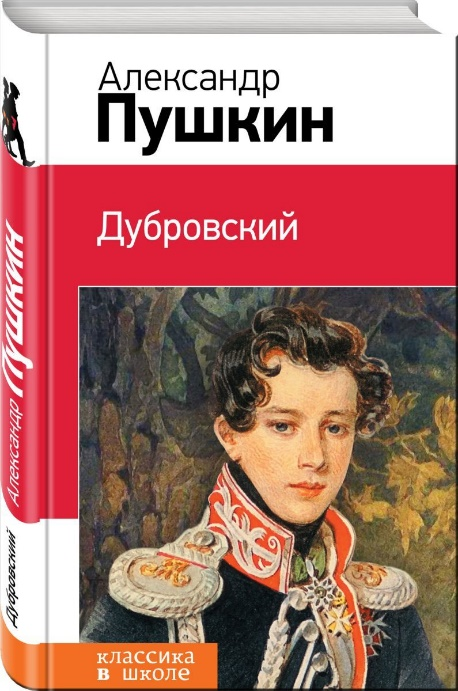 Александр
Пушкин
Дубровский
классика
в школе
Дубровский Александр Пушкин